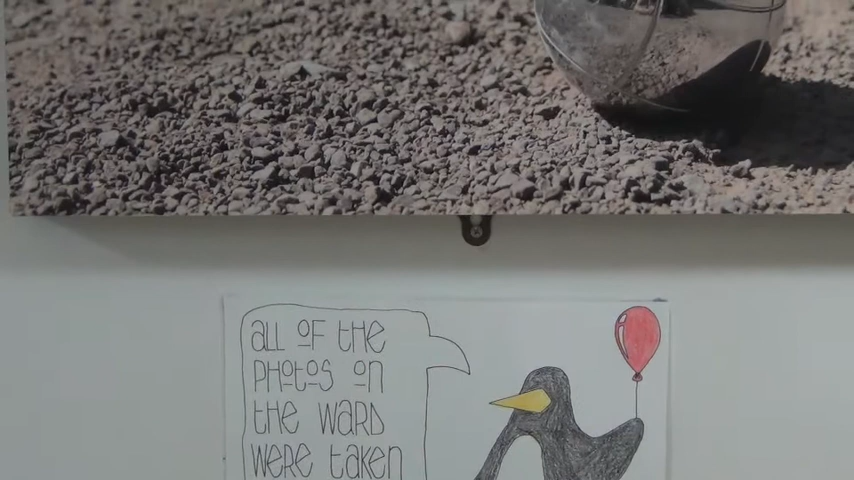 ALL OF THE
PHOTOS ON
THE WARD
WERE TAKEN